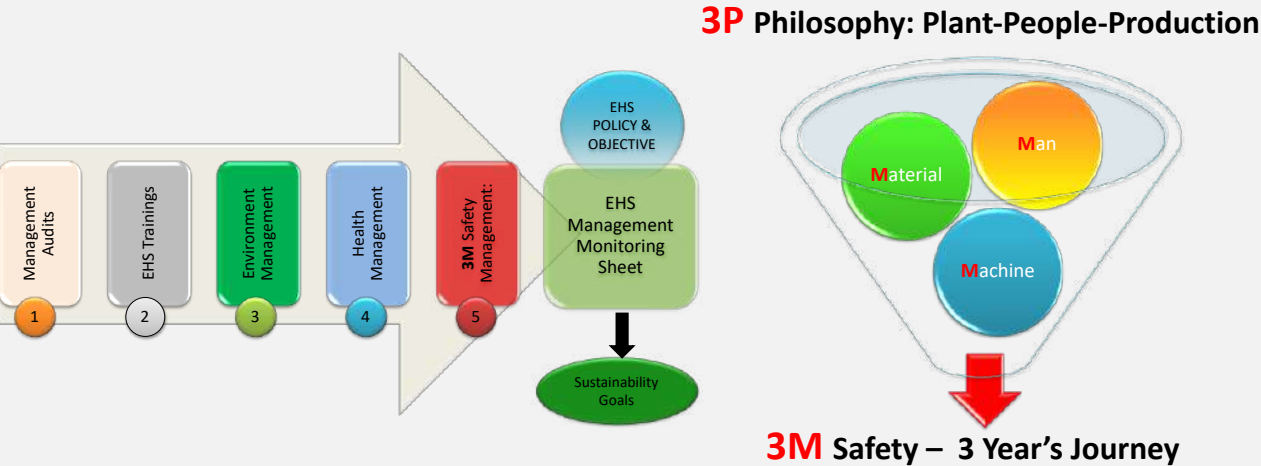 3P Philosophy: Plant-People-Production
Management
Audits
1
EHS Trainings
2
Environment
Management
3
Health
Management
4
3M Safety
Management:
5
EHS
POLICY &
OBJECTIVE
EHS
Management
Monitoring
Sheet
Sustainability
Goals
Material
Man
Machine
3M Safety – 3 Year's Journey